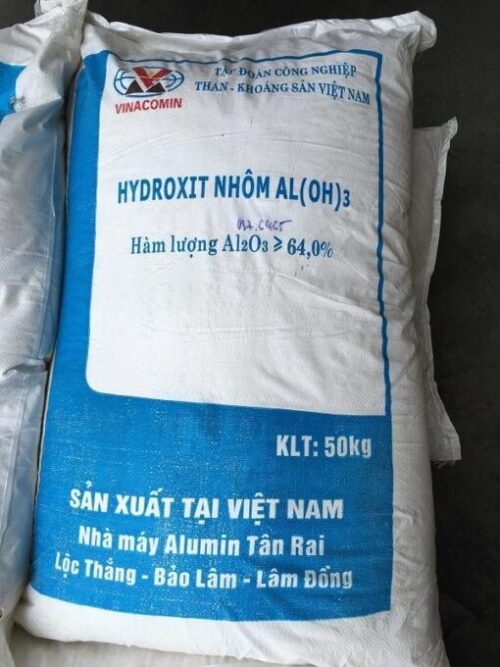 TẬP ĐOÀN CÔNG NGHIỆP
THAN - KHOÁNG SẢN VIỆT NAM
VINACOMIN
HYDROXIT NHÔM AL(OH)3
Hàm lượng Al2O3 ≥ 64,0%
KLT: 50kg
SẢN XUẤT TẠI VIỆT NAM
Nhà máy Alumin Tân Rai
Lộc Thắng - Bảo Lâm - Lâm Đồng